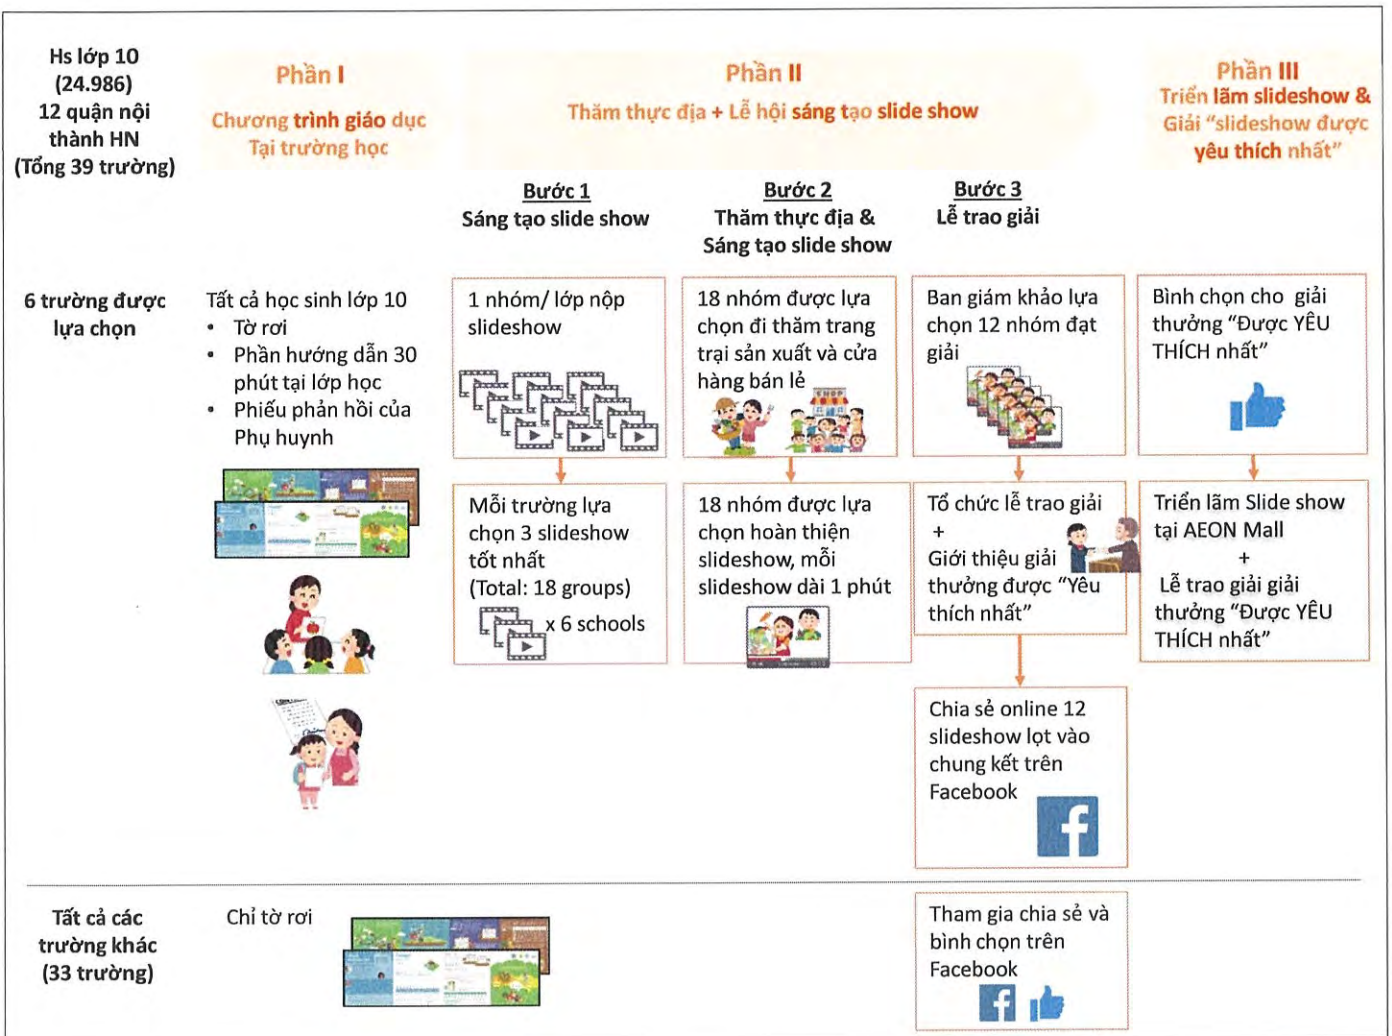 Hs lớp 10
(24.986)
12 quận nội
thành HN
(Tổng 39 trường)
Phần I
Chương trình giáo dục
Tại trường học
Phần II
Thăm thực địa + Lễ hội sáng tạo slide show
Phần III
Triển lãm slideshow &
Giải “slideshow được
yêu thích nhất”
Bước 1
Sáng tạo slide show
Bước 2
Thăm thực địa &
Sáng tạo slide show
Bước 3
Lễ trao giải
6 trường được
lựa chọn
Tất cả học sinh lớp 10
• Tờ rơi
• Phần hướng dẫn 30
phút tại lớp học
• Phiếu phản hồi của
Phụ huynh
1 nhóm/ lớp nộp
slideshow
Mỗi trường lựa
chọn 3 slideshow
tốt nhất
(Total: 18 groups)
x 6 schools
18 nhóm được lựa
chọn đi thăm trang
trại sản xuất và cửa
hàng bán lẻ
SHOP
18 nhóm được lựa
chọn hoàn thiện
slideshow, mỗi
slideshow dài 1 phút
Ban giám khảo lựa
chọn 12 nhóm đạt
giải
Tổ chức lễ trao giải
+
Giới thiệu giải
thưởng được “Yêu
thích nhất”
Chia sẻ online 12
slideshow lọt vào
chung kết trên
Facebook
f
Bình chọn cho giải
thưởng “Được YÊU
THÍCH nhất”
Triển lãm Slide show
tại AEON Mall
+
Lễ trao giải giải
thưởng “Được YÊU
THÍCH nhất”
Tất cả các
trường khác
(33 trường)
Chỉ tờ rơi
Tham gia chia sẻ và
bình chọn trên
Facebook
f